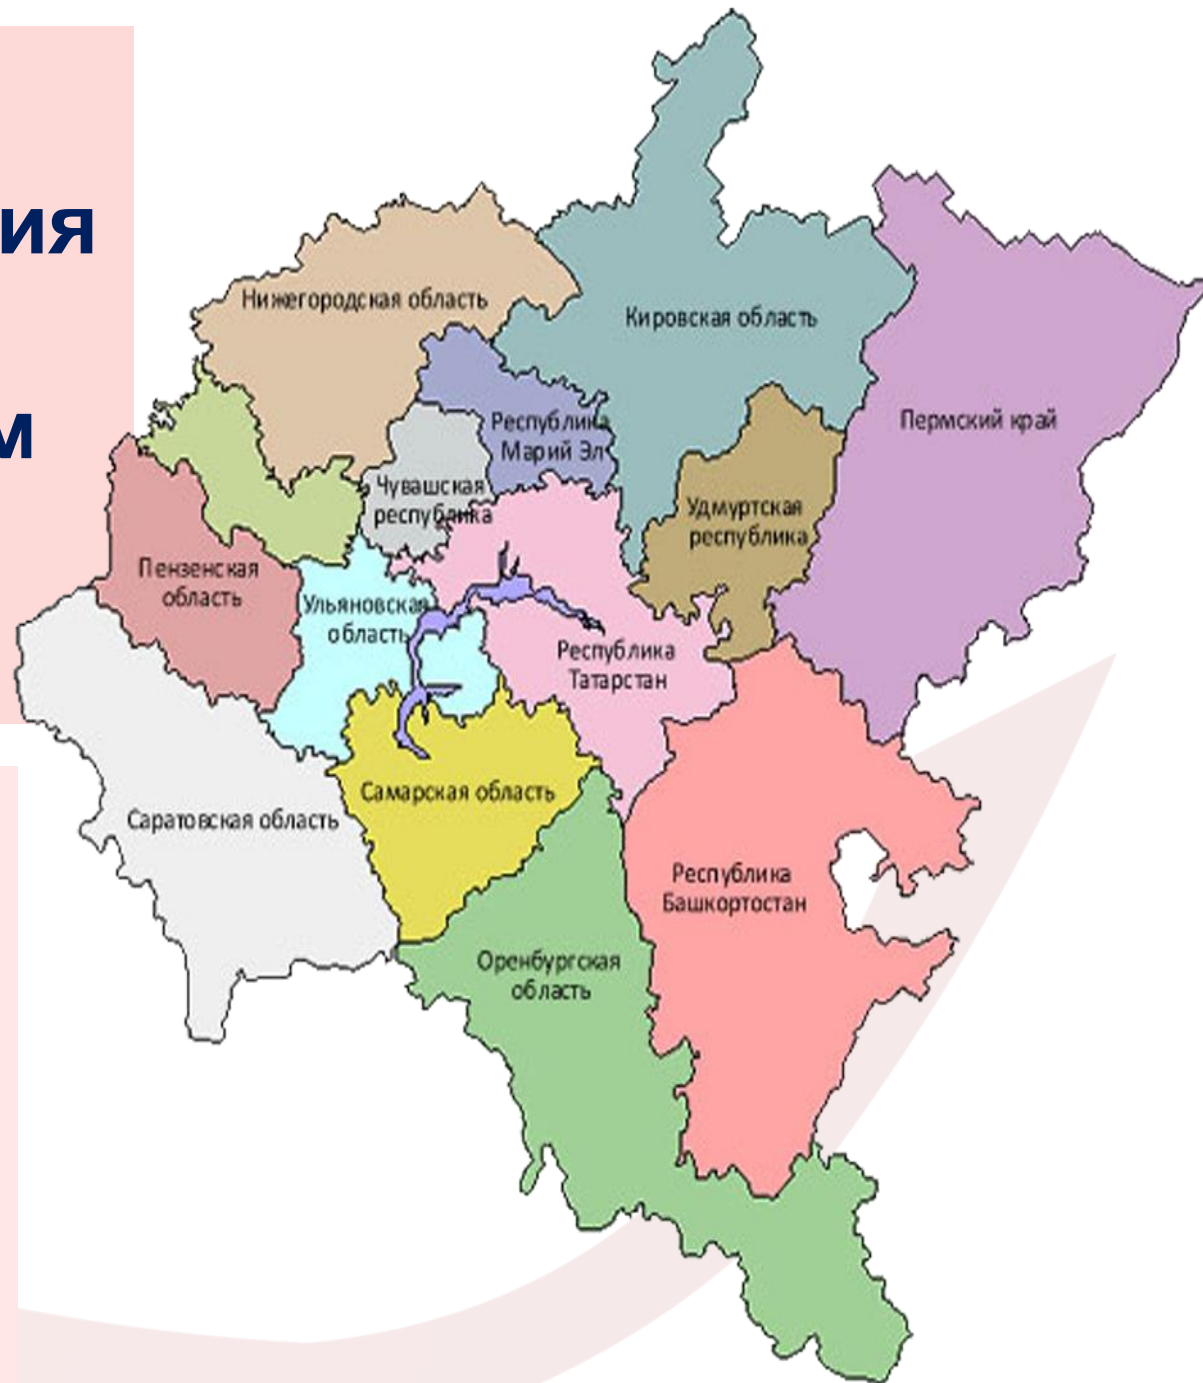 ия
м
Нижегородская область
Кировская область
Пермский край
Республика
Марий Эл
Чувашская
республика
Удмуртская
республика
Пензенская
область
Ульяновская
область
Республика
Татарстан
Самарская область
Саратовская область
Республика
Башкортостан
Оренбургская
область